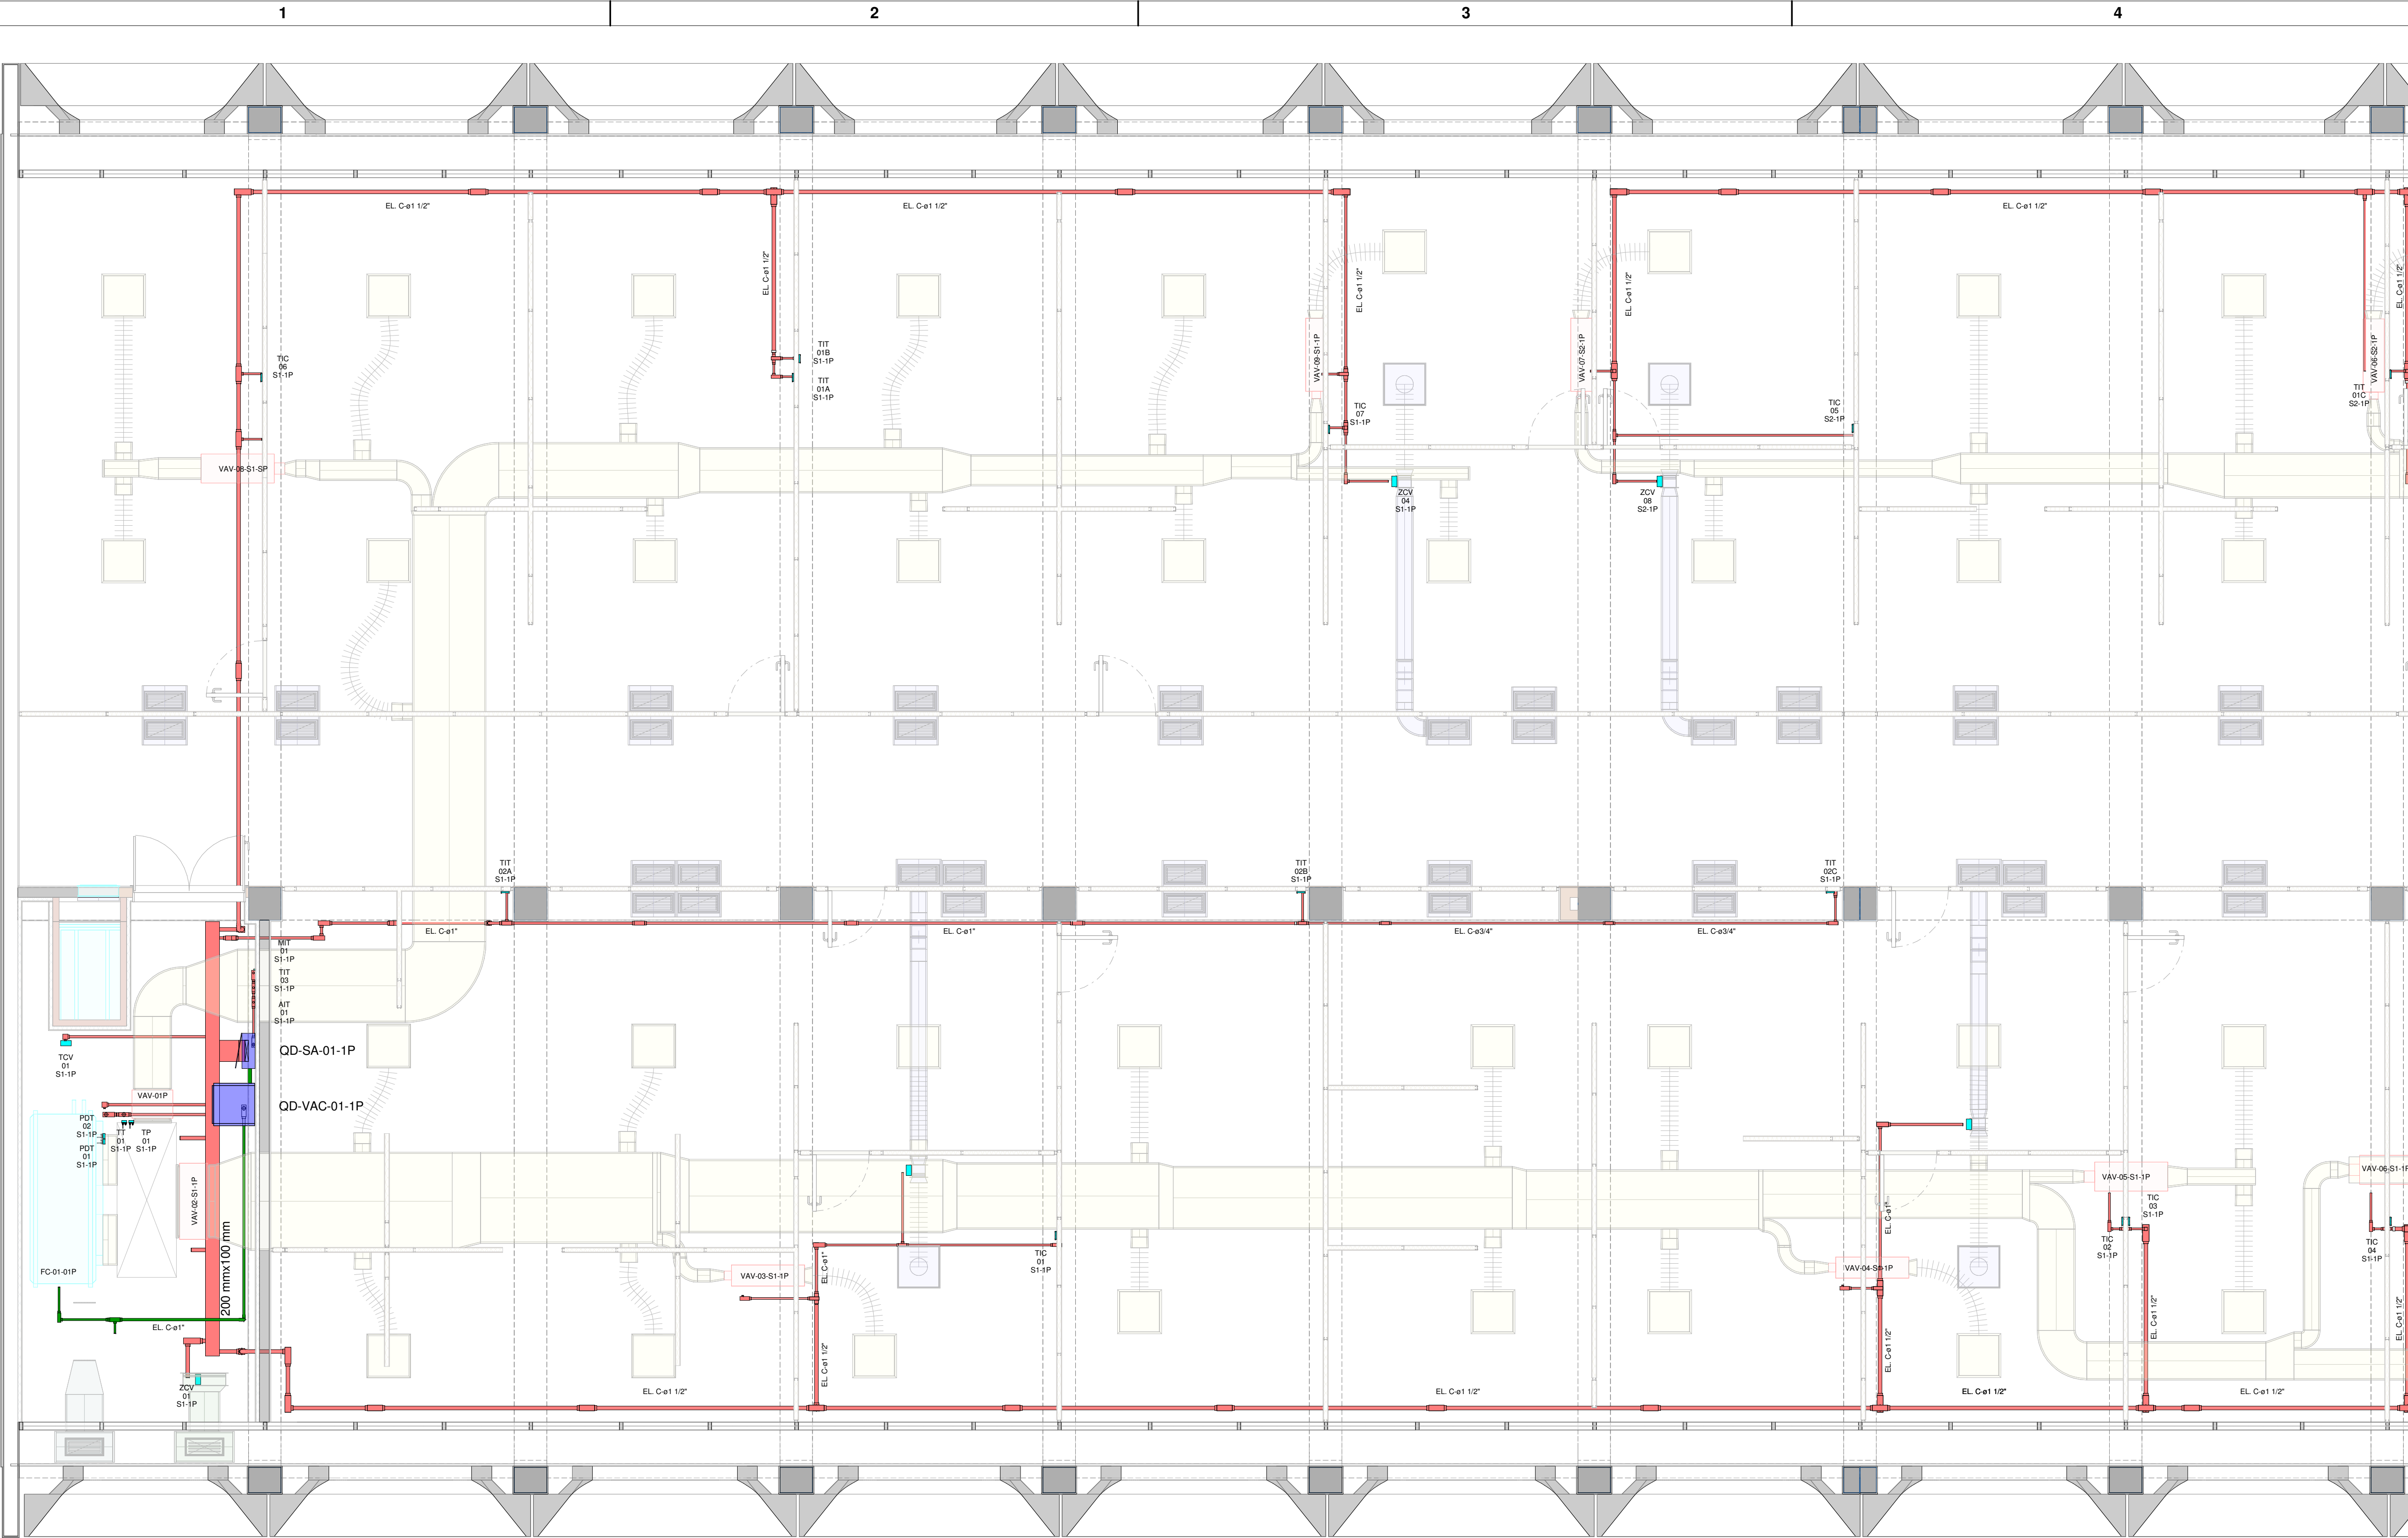 1
2
3
4
EL. C-ø1 1/2"
EL. C-ø1 1/2"
EL. C-ø1 1/2"
EL. C-ø1 1/2"
EL. C-ø1 1/2"
EL. C-ø1 1/2"
EL. C-ø1 1/2"
TIT
01B
S1-1P
TIT
01A
S1-1P
TIC
06
S1-1P
VAV-09-S1-1P
VAV-07-S2-1P
VAV-06-S2-1P
TIC
07
S1-1P
TIC
05
S2-1P
TIT
01C
S2-1P
VAV-08-S1-SP
ZCV
04
S1-1P
ZCV
08
S2-1P
TIT
02A
S1-1P
TIT
02B
S1-1P
TIT
02C
S1-1P
EL. C-ø1"
EL. C-ø1"
EL. C-ø3/4"
EL. C-ø3/4"
MIT
01
S1-1P
TIT
03
S1-1P
AIT
01
S1-1P
QD-SA-01-1P
TCV
01
S1-1P
VAV-01P
QD-VAC-01-1P
PDT
02
S1-1P
TT
01
S1-1P
TP
01
S1-1P
PDT
01
S1-1P
VAV-02-S1-1P
200 mmx100 mm
FC-01-01P
EL. C-ø1"
ZCV
01
S1-1P
VAV-03-S1-1P
EL. C-ø1"
EL. C-ø1 1/2"
TIC
01
S1-1P
EL. C-ø1"
VAV-04-S1-1P
EL. C-ø1 1/2"
VAV-05-S1-1P
VAV-06-S1-1P
TIC
03
S1-1P
TIC
02
S1-1P
TIC
04
S1-1P
EL. C-ø1 1/2"
EL. C-ø1 1/2"
EL. C-ø1 1/2"
EL. C-ø1 1/2"
EL. C-ø1 1/2"
EL. C-ø1 1/2"